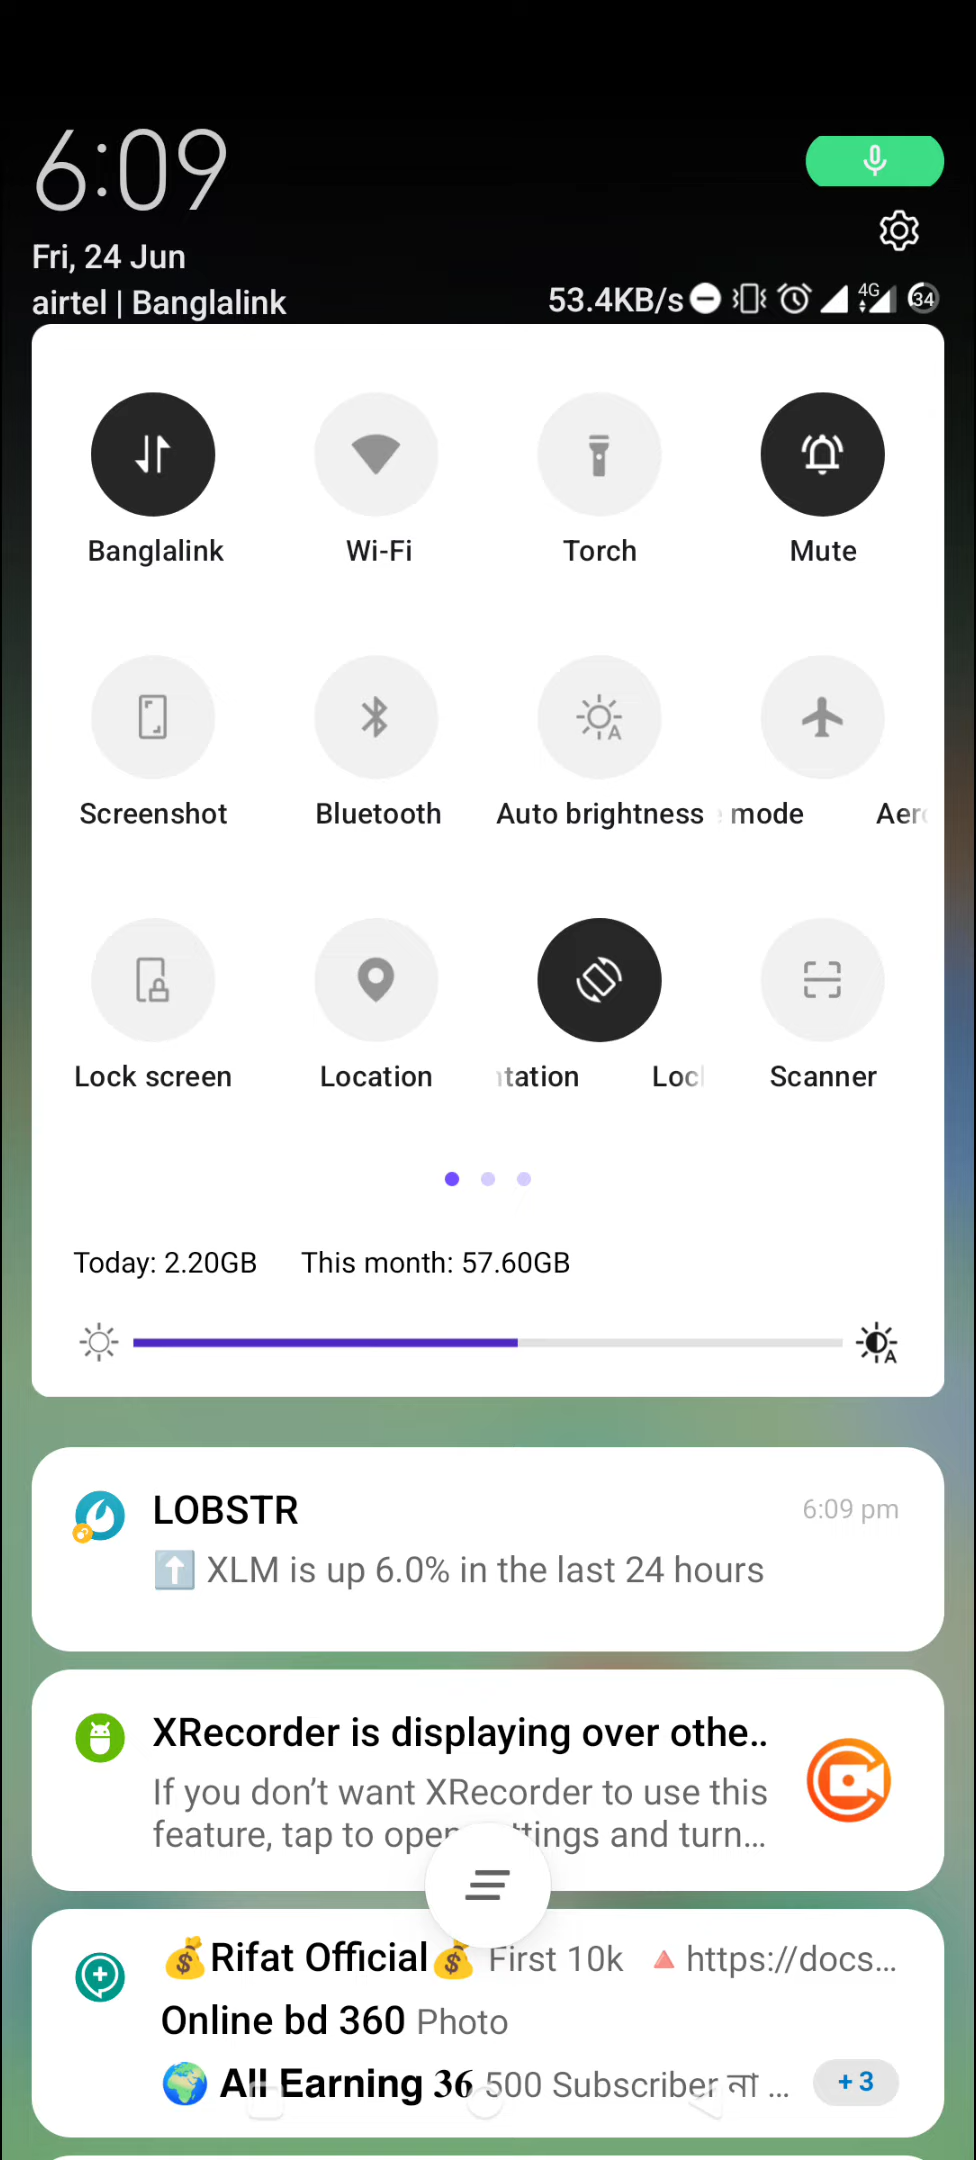 6:09
Fri, 24 Jun
airtel | Banglalink
53.4KB/s 4G 34
Banglalink Wi-Fi Torch Mute
Screenshot Bluetooth Auto brightness mode Aer
Lock screen Location tation Loc Scanner
Today: 2.20GB This month: 57.60GB
LOBSTR 6:09 pm
⬆️ XLM is up 6.0% in the last 24 hours
XRecorder is displaying over othe..
If you don’t want XRecorder to use this
feature, tap to open ttings and turn...
💰Rifat Official💰 First 10k 🔺https://docs...
Online bd 360 Photo
🌍 All Earning 𝟑𝟔 500 Subscriber না ...
+ 3